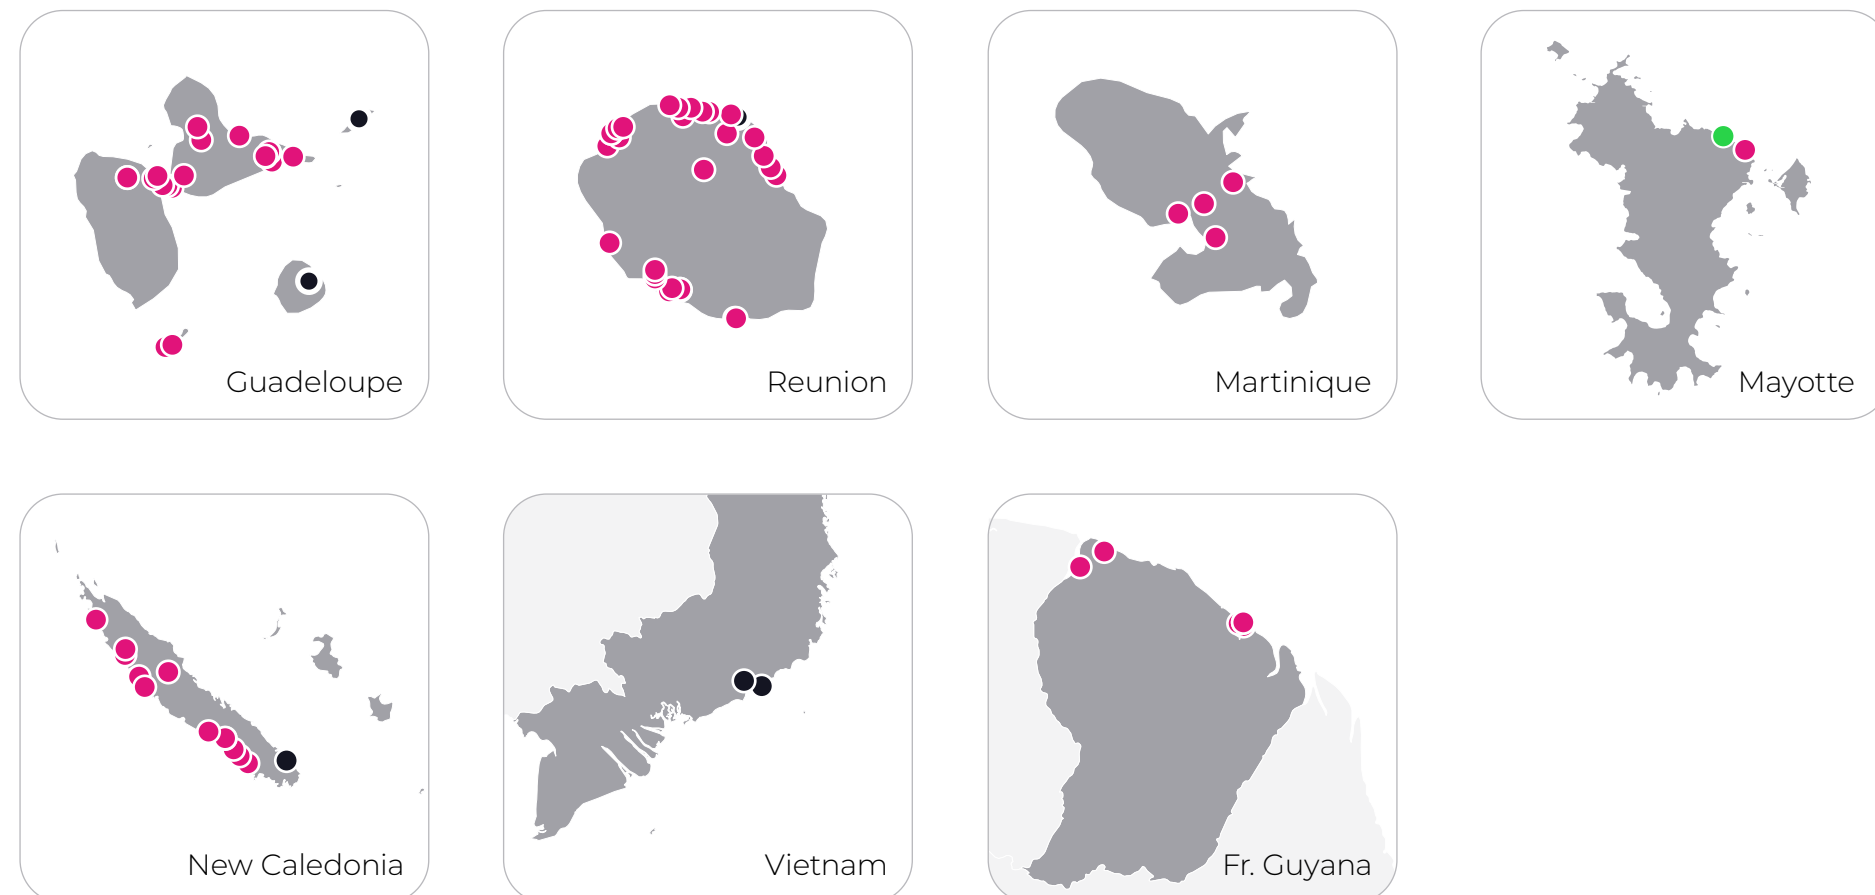 Guadeloupe
Reunion
Martinique
Mayotte
New Caledonia
Vietnam
Fr. Guyana